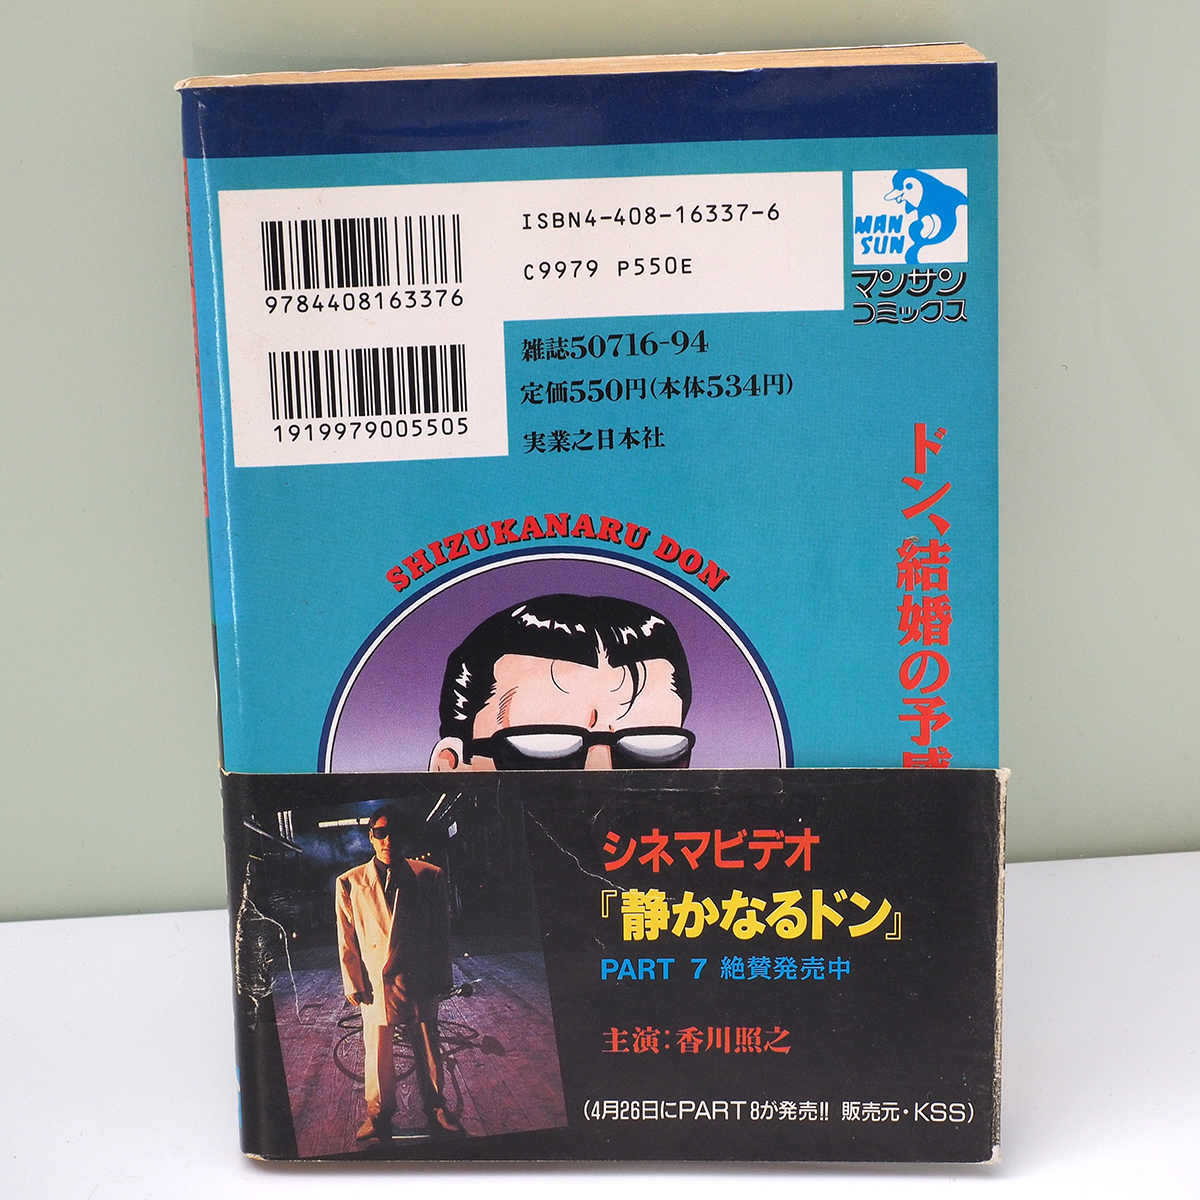 ISBN4-408-16337-6
C9979 P550E
9784408163376
1919979005505
MAN
SUN
マンサン
コミックス
雑誌50716-94
定価550円(本体534円)
実業之日本社
ドン、結婚の予感
SHIZUKANARU DON
シネマビデオ
『静かなるドン』
PART 7 絶賛発売中
主演:香川照之
(4月26日にPART8が発売!! 販売元・KSS)